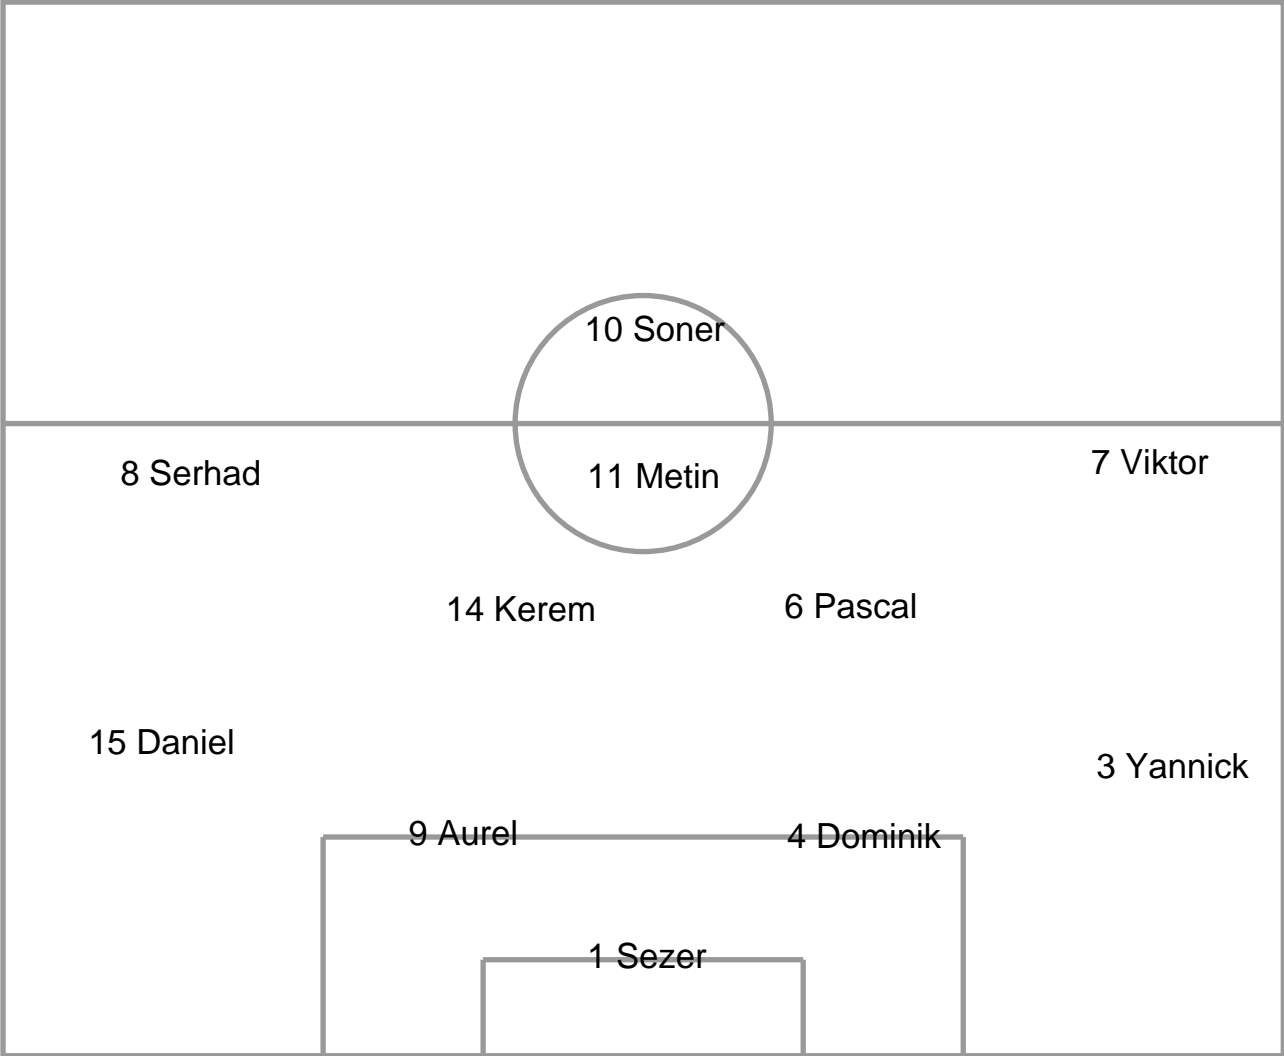 10 Soner
8 Serhad
11 Metin
7 Viktor
14 Kerem
6 Pascal
15 Daniel
3 Yannick
9 Aurel
4 Dominik
1 Sezer